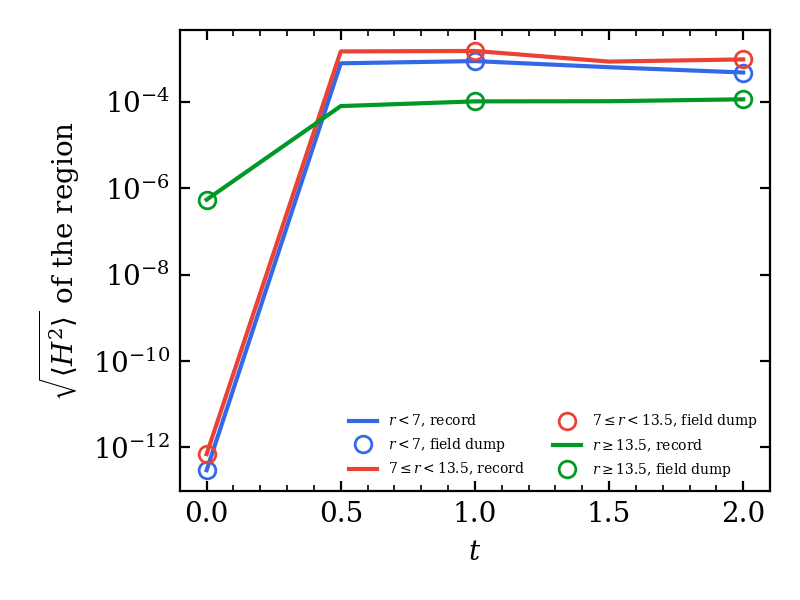 √⟨H²⟩ of the region
10⁻⁴
10⁻⁶
10⁻⁸
10⁻¹⁰
10⁻¹²
0.0 0.5 1.0 1.5 2.0
t
r < 7, record
r < 7, field dump
7 ≤ r < 13.5, record
7 ≤ r < 13.5, field dump
r ≥ 13.5, record
r ≥ 13.5, field dump